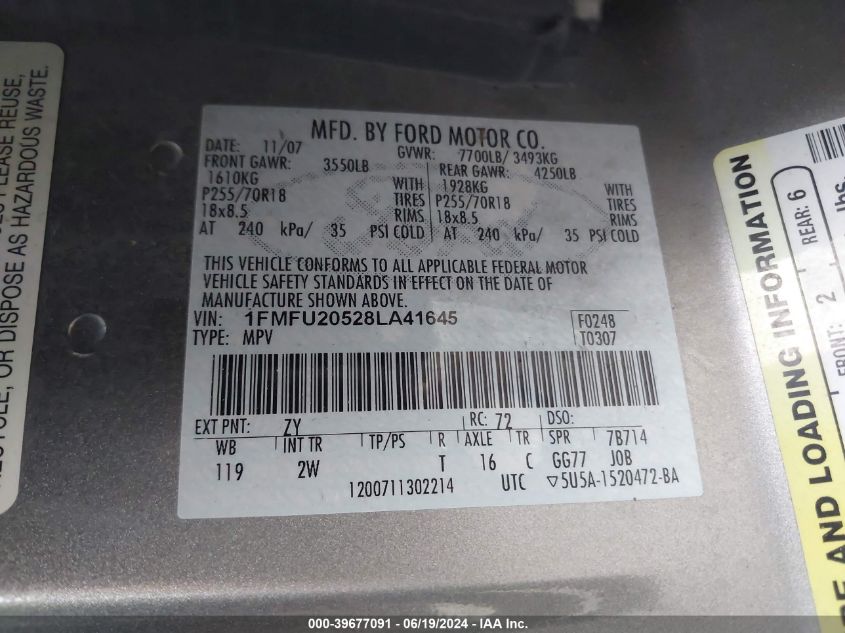 MFD. BY FORD MOTOR CO.
DATE: 11/07 GVWR: 7700LB/ 3493KG
FRONT GAWR: 3550LB REAR GAWR: 4250LB
1610KG WITH 1928KG WITH
P255/70R18 TIRES P255/70R18 TIRES
18x8.5 RIMS 18x8.5 RIMS
AT 240 kPa/ 35 PSI COLD AT 240 kPa/ 35 PSI COLD
THIS VEHICLE CONFORMS TO ALL APPLICABLE FEDERAL MOTOR
VEHICLE SAFETY STANDARDS IN EFFECT ON THE DATE OF
MANUFACTURE SHOWN ABOVE.
VIN: 1FMFU20528LA41645 F0248
TYPE: MPV T0307
EXT PNT: ZY RC: 72 DSO:
WB INT TR TP/PS R AXLE TR SPR 7B714
119 2W T 16 C GG77 JOB
1200711302214 UTC ▽5U5A-1520472-BA
PLEASE REUSE,
OR DISPOSE AS HAZARDOUS WASTE.
AND LOADING INFORMATION
FRONT: 2 REAR: 6
lbs.
000-39677091 - 06/19/2024 - IAA Inc.